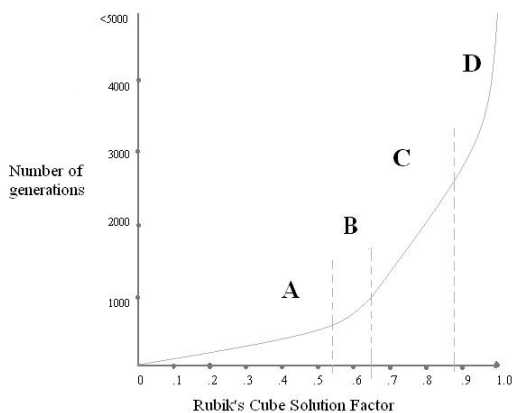 <5000
D
4000
C
3000
Number of
generations
B
2000
A
1000
0 .1 .2 .3 .4 .5 .6 .7 .8 .9 1.0
Rubik's Cube Solution Factor